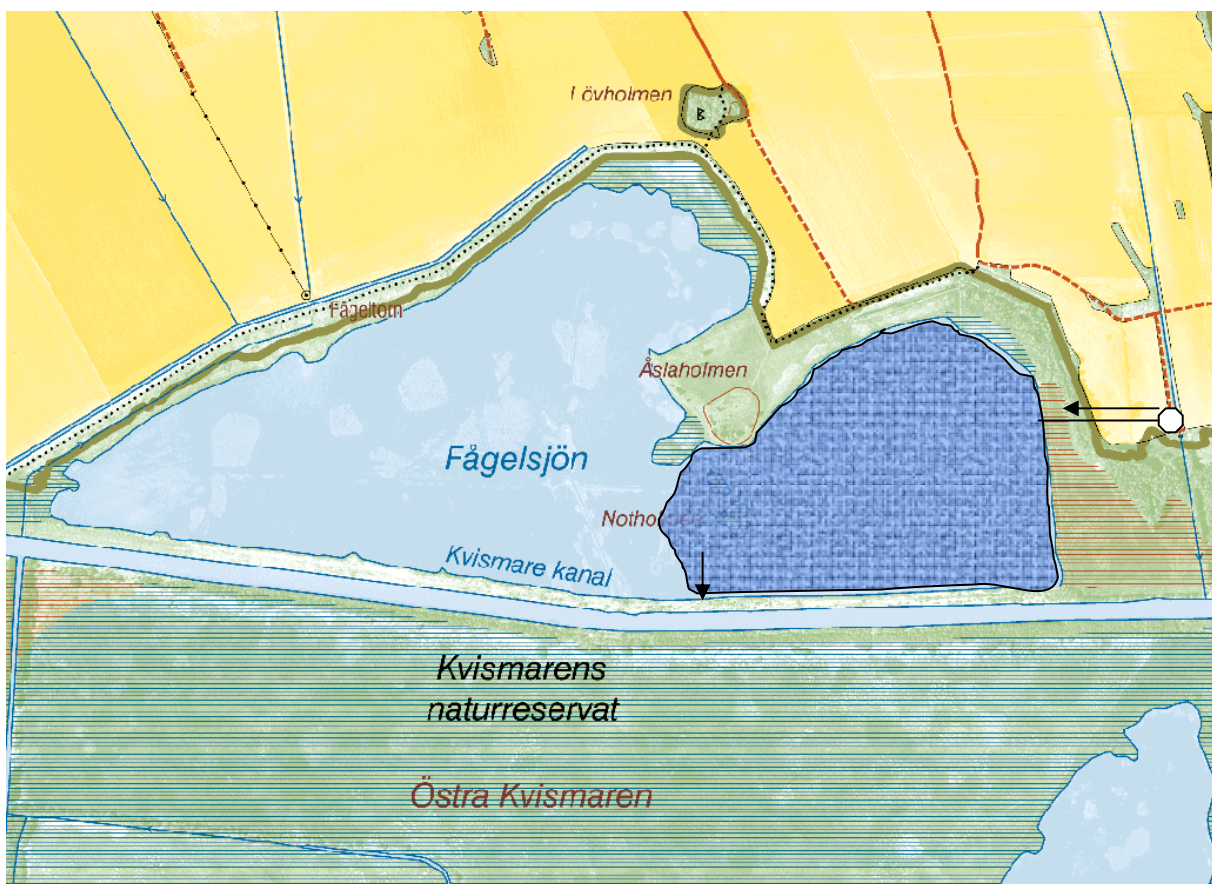 Lövholmen
B
Fågeltorn
Åslaholmen
Fågelsjön
Kvismare kanal
Kvismarens
naturreservat
Östra Kvismaren